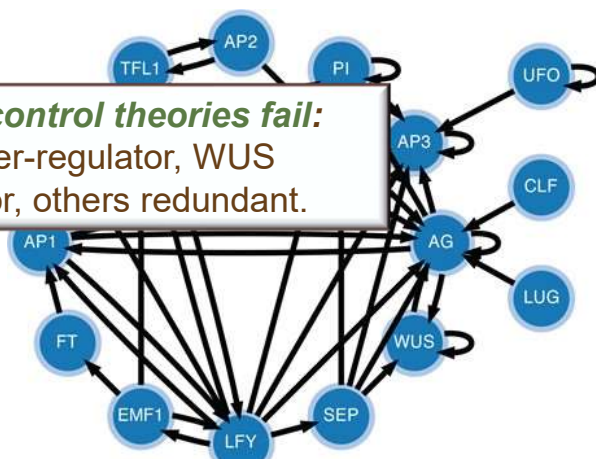 AP2
TFL1
PI
UFO
control theories fail:
er-regulator, WUS
or, others redundant.
AP3
CLF
AP1
AG
LUG
FT
WUS
EMF1
SEP
LFY